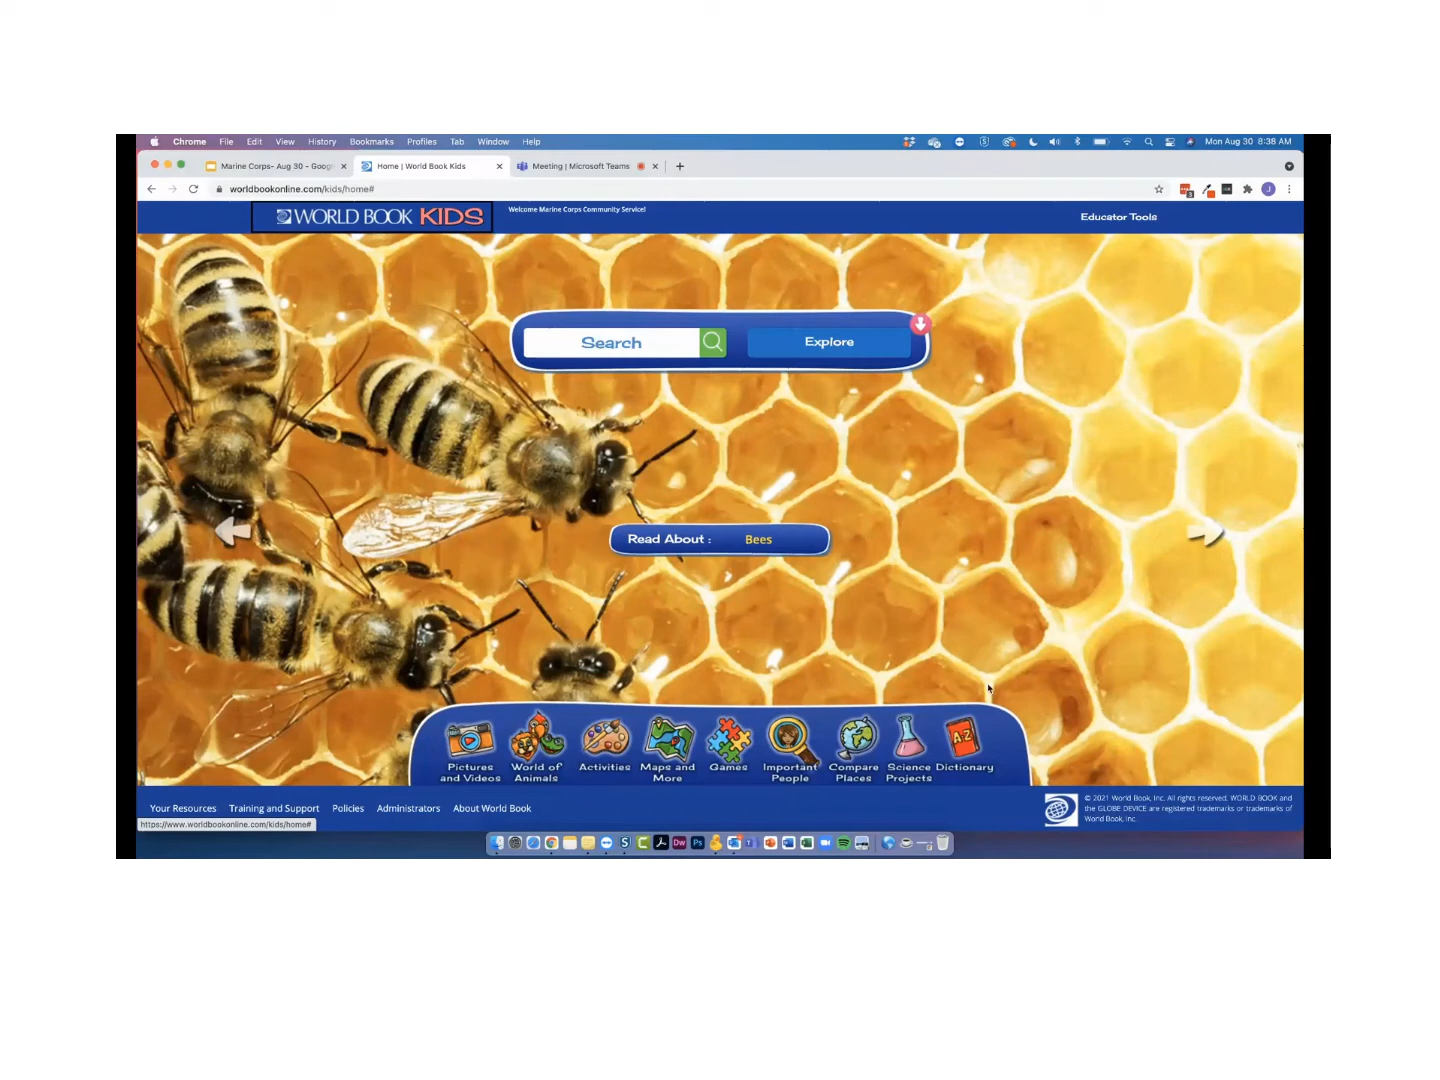 Chrome File Edit View History Bookmarks Profiles Tab Window Help Mon Aug 30 8:38 AM
Marine Corps- Aug 30 - Goog Home | World Book Kids Meeting | Microsoft Teams
worldbookonline.com/kids/home#
WORLD BOOK KIDS Welcome Marine Corps Community Service! Educator Tools
Search Explore
Read About : Bees
Pictures and Videos
World of Animals
Activities
Maps and More
Games
Important People
Compare Places
Science Projects
A-Z
Dictionary
Your Resources Training and Support Policies Administrators About World Book
© 2021 World Book, Inc. All rights reserved. WORLD BOOK and
the GLOBE DEVICE are registered trademarks or trademarks of
World Book, Inc.
https://www.worldbookonline.com/kids/home#